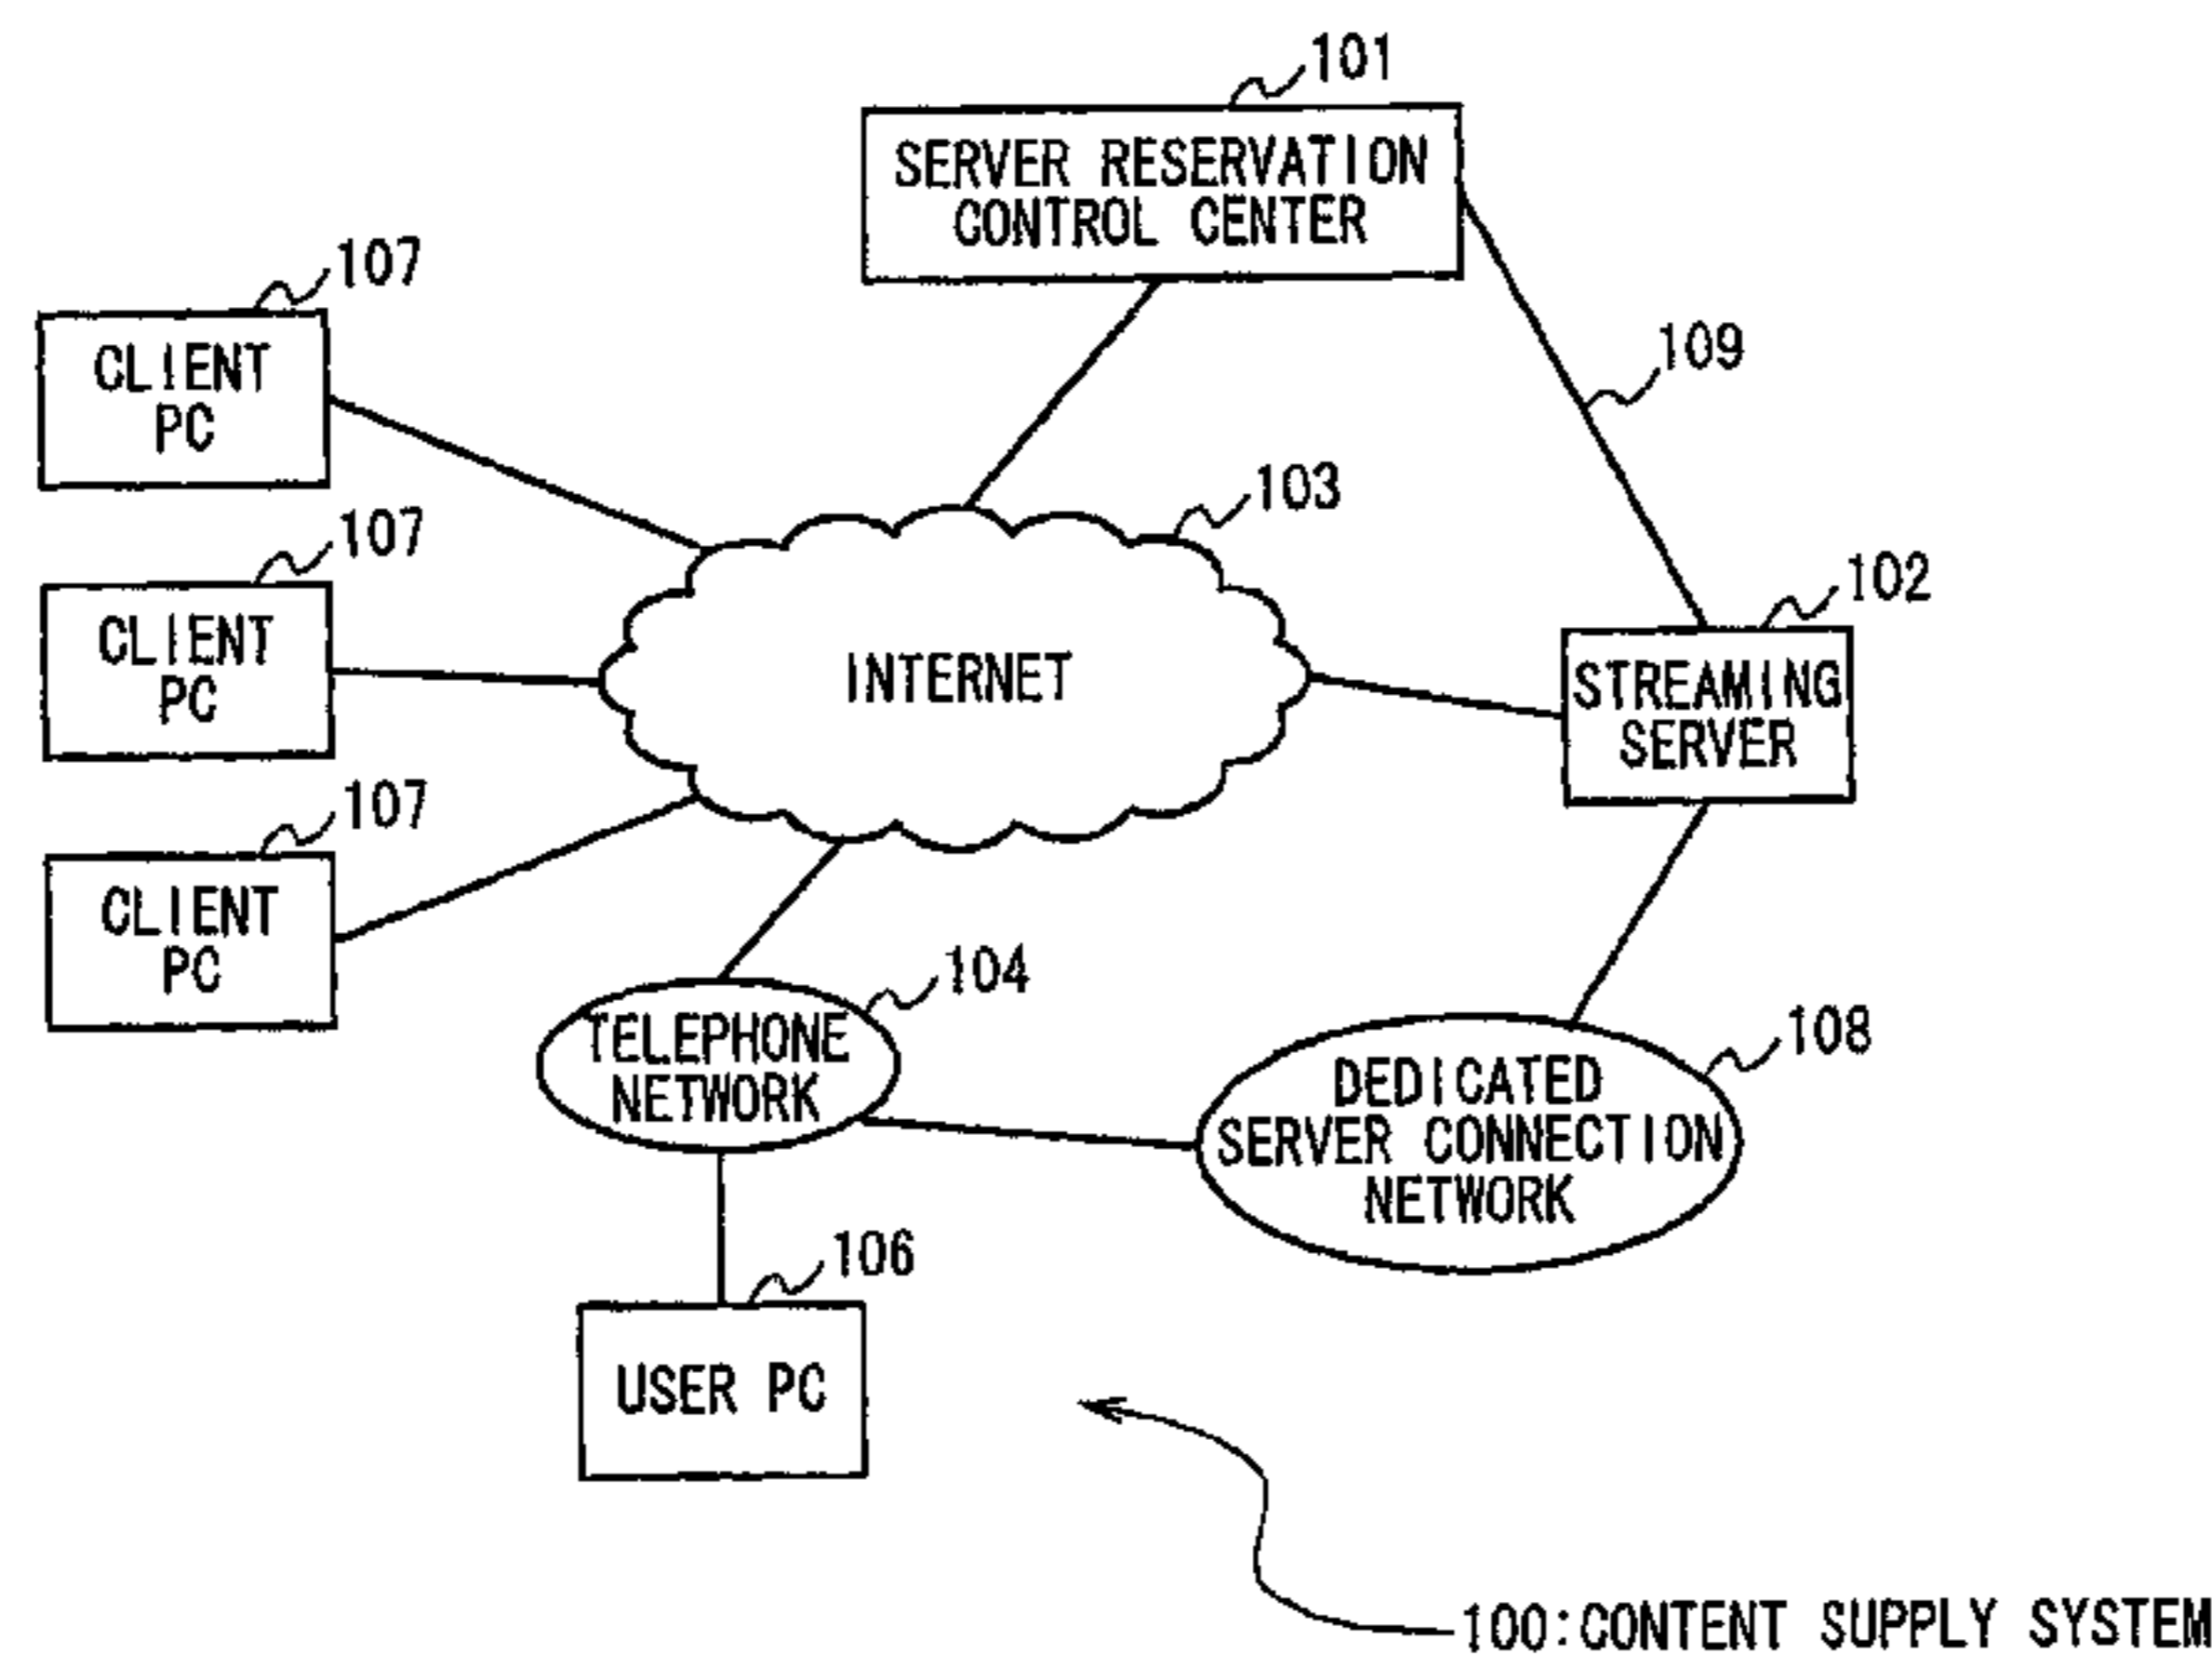 101
SERVER RESERVATION
CONTROL CENTER
107
CLIENT
PC
109
103
107
CLIENT
PC
INTERNET
102
STREAMING
SERVER
107
CLIENT
PC
104
TELEPHONE
NETWORK
108
DEDICATED
SERVER CONNECTION
NETWORK
106
USER PC
100:CONTENT SUPPLY SYSTEM